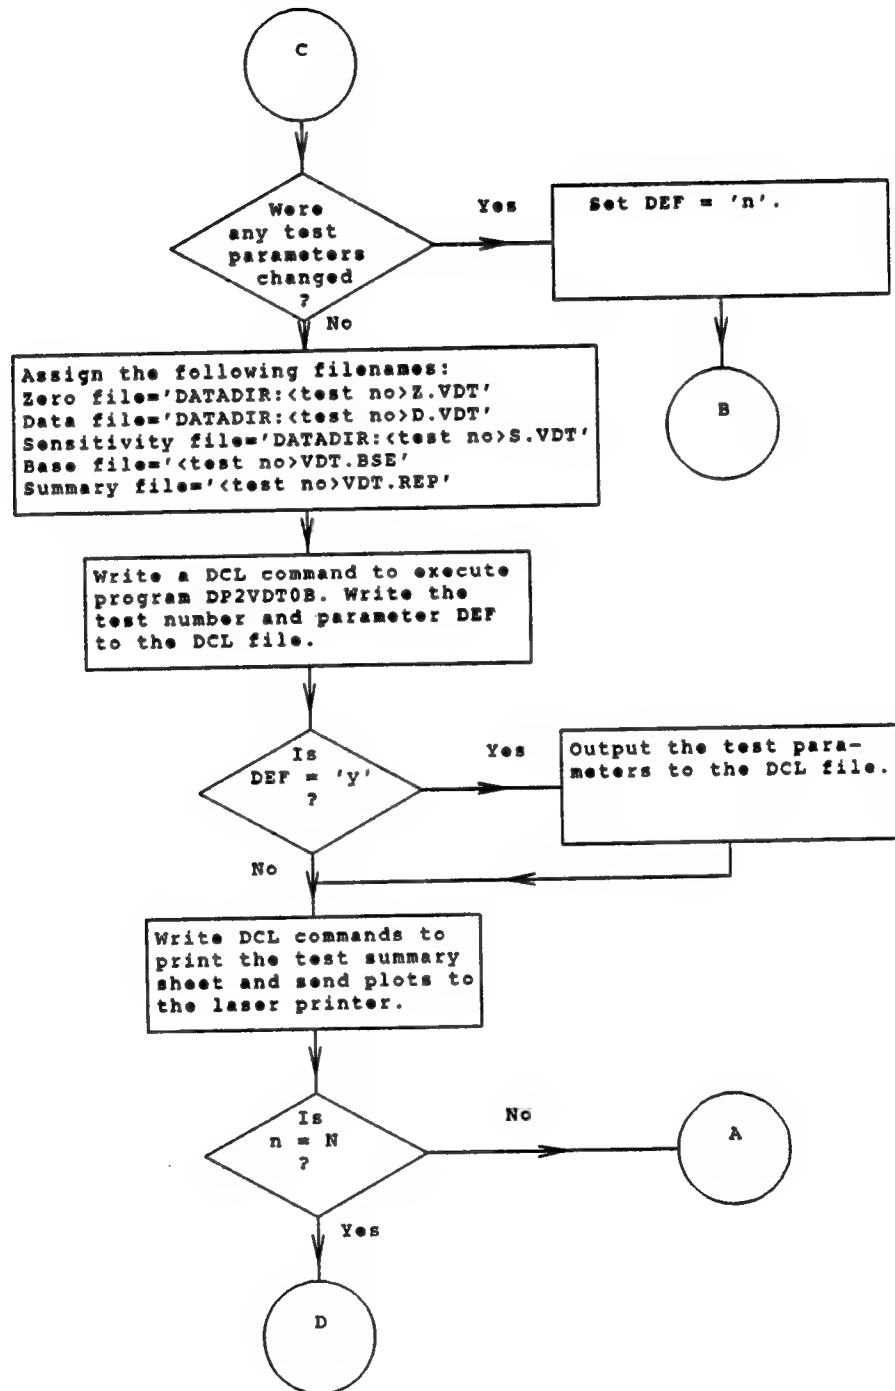 C
Were
any test
parameters
changed
?
Yes
Set DEF = 'n'.
No
B
Assign the following filenames:
Zero file='DATADIR:<test no>Z.VDT'
Data file='DATADIR:<test no>D.VDT'
Sensitivity file='DATADIR:<test no>S.VDT'
Base file='<test no>VDT.BSE'
Summary file='<test no>VDT.REP'
Write a DCL command to execute
program DP2VDT0B. Write the
test number and parameter DEF
to the DCL file.
Is
DEF = 'y'
?
Yes
Output the test para-
meters to the DCL file.
No
Write DCL commands to
print the test summary
sheet and send plots to
the laser printer.
Is
n = N
?
No
A
Yes
D